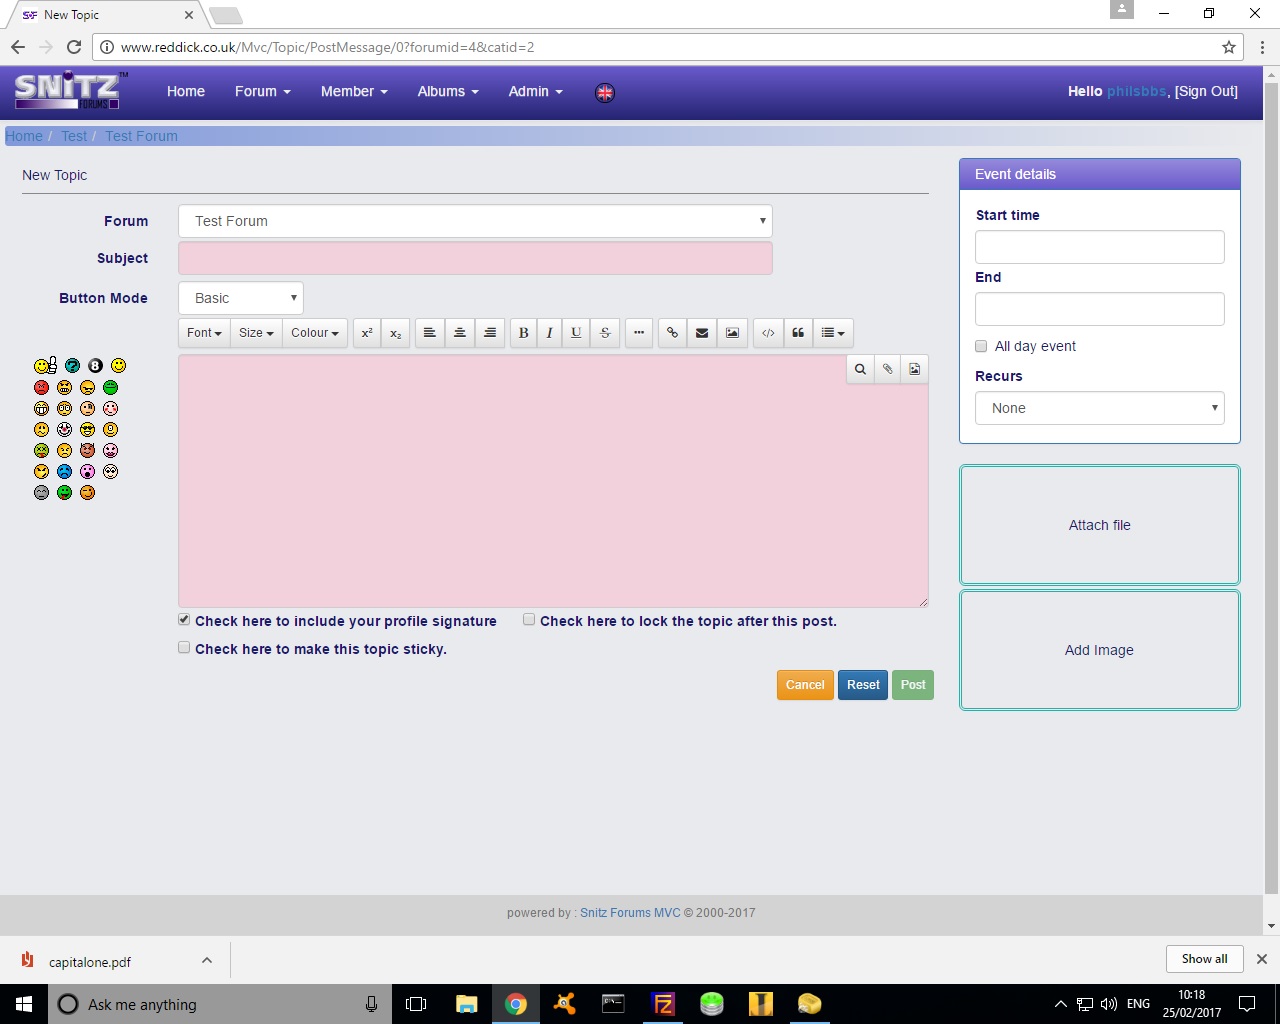 New Topic
www.reddick.co.uk/Mvc/Topic/PostMessage/0?forumid=4&catid=2
SNITZ FORUMS™
Home Forum Member Albums Admin
Hello philsbbs, [Sign Out]
Home / Test / Test Forum
New Topic
Forum
Test Forum
Subject
Button Mode
Basic
Font Size Colour x² x₂ B I U S ••• </>
8
Check here to include your profile signature
Check here to lock the topic after this post.
Check here to make this topic sticky.
Cancel Reset Post
Event details
Start time
End
All day event
Recurs
None
Attach file
Add Image
powered by : Snitz Forums MVC © 2000-2017
capitalone.pdf
Show all
Ask me anything
ENG
10:18
25/02/2017